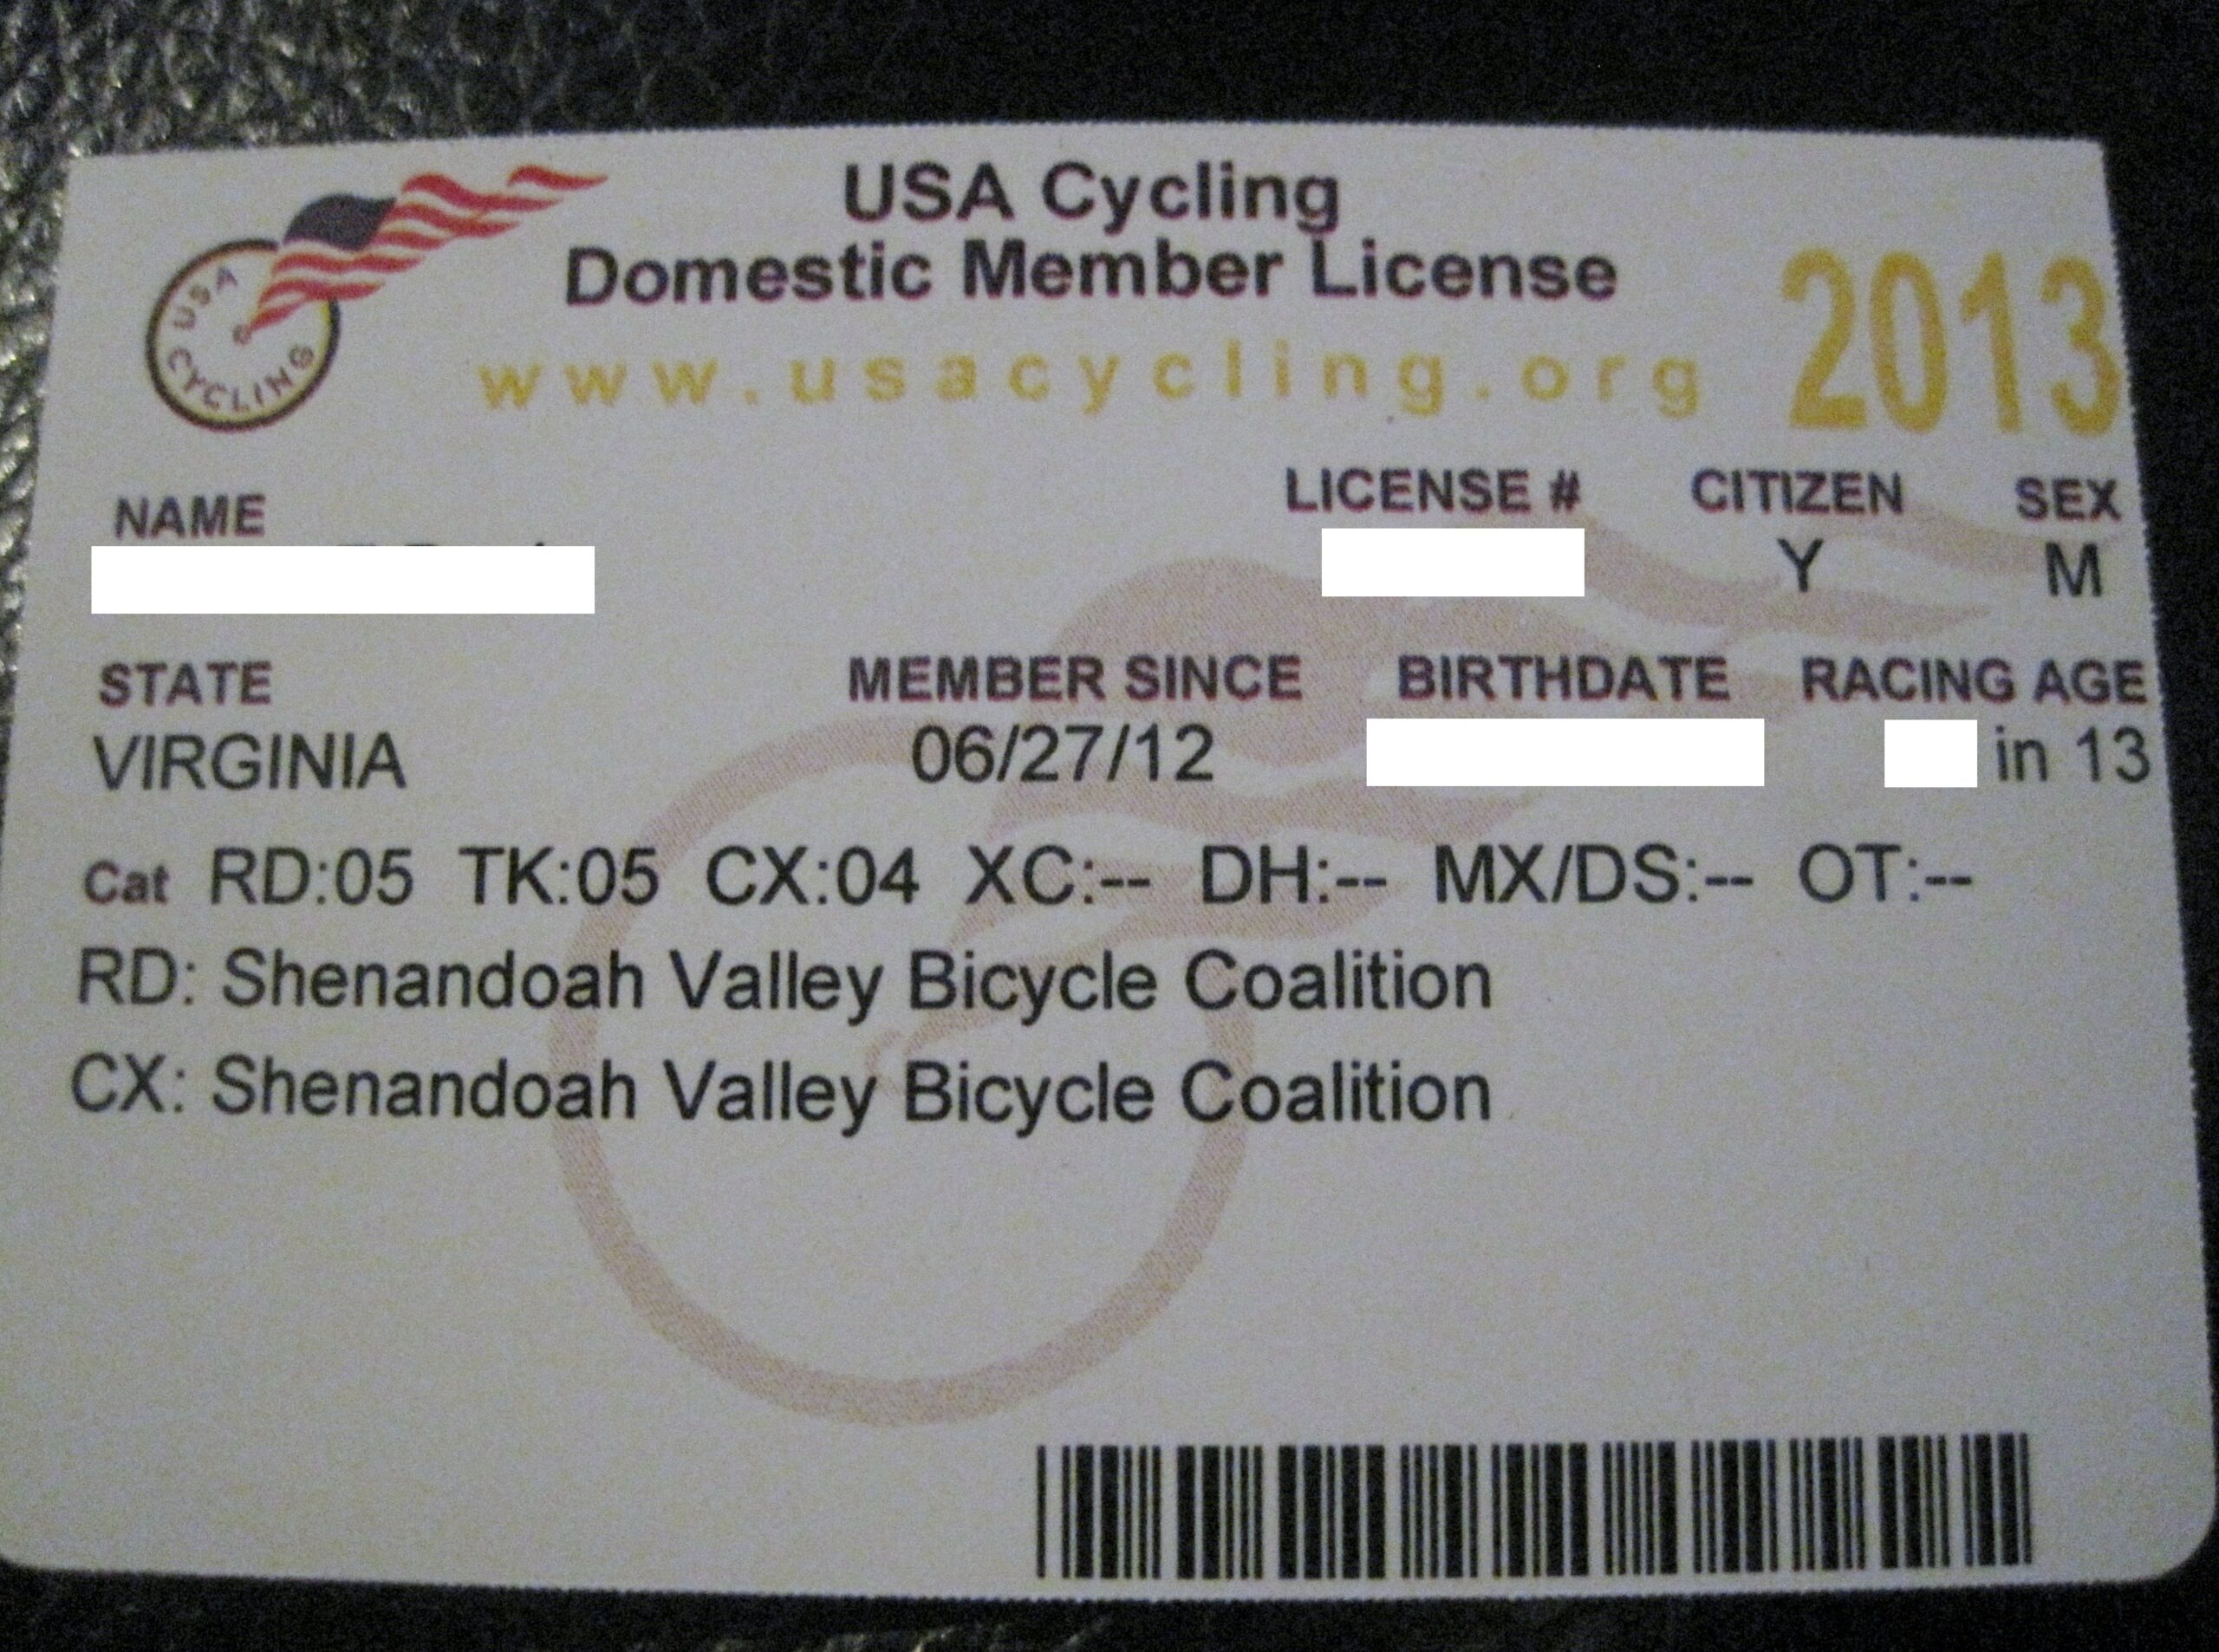 USA Cycling
Domestic Member License
www.usacycling.org
2013
USA CYCLING
NAME
LICENSE # CITIZEN SEX
Y M
STATE MEMBER SINCE BIRTHDATE RACING AGE
VIRGINIA 06/27/12 in 13
Cat RD:05 TK:05 CX:04 XC:-- DH:-- MX/DS:-- OT:--
RD: Shenandoah Valley Bicycle Coalition
CX: Shenandoah Valley Bicycle Coalition